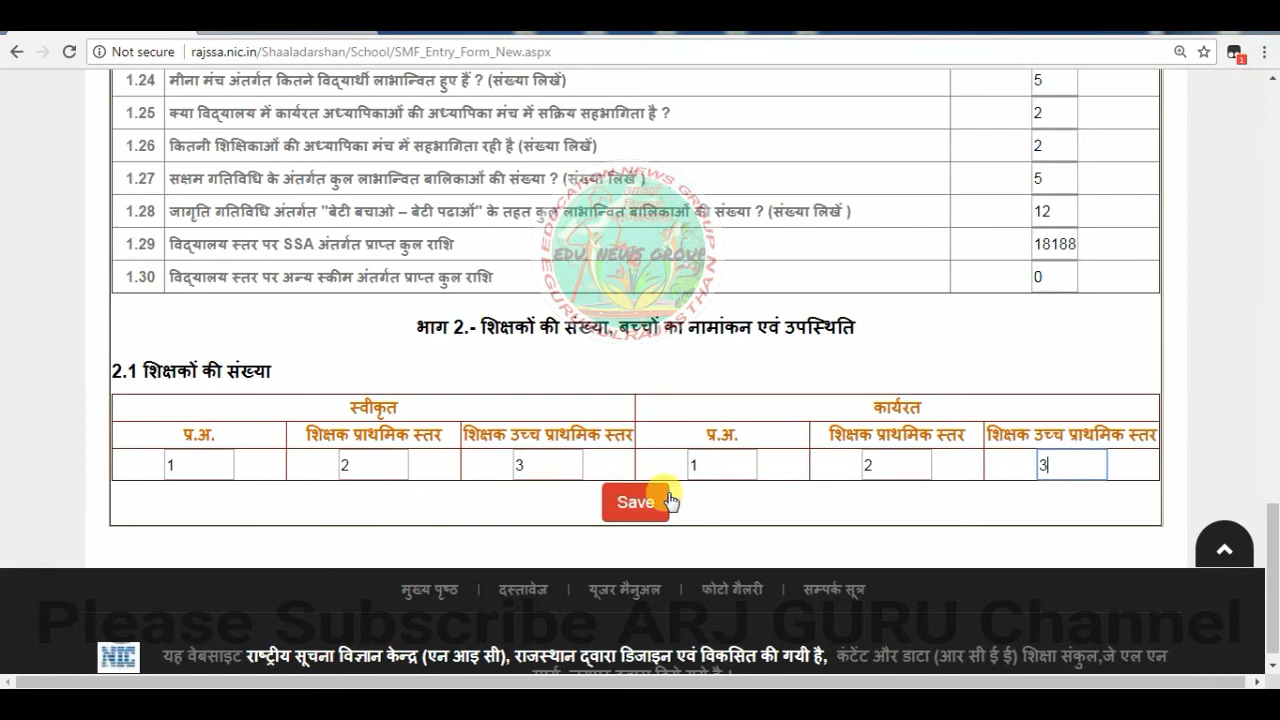 Not secure | rajssa.nic.in/Shaaladarshan/School/SMF_Entry_Form_New.aspx
1
1.24 मीना मंच अंतर्गत कितने विद्यार्थी लाभान्वित हुए हैं ? (संख्या लिखें) 5
1.25 क्या विद्यालय में कार्यरत अध्यापिकाओं की अध्यापिका मंच में सक्रिय सहभागिता है ? 2
1.26 कितनी शिक्षिकाओं की अध्यापिका मंच में सहभागिता रही है (संख्या लिखें) 2
1.27 सक्षम गतिविधि के अंतर्गत कुल लाभान्वित बालिकाओं की संख्या ? (संख्या लिखें ) 5
1.28 जागृति गतिविधि अंतर्गत "बेटी बचाओ – बेटी पढाओं" के तहत कुल लाभान्वित बालिकाओं की संख्या ? (संख्या लिखें ) 12
1.29 विद्यालय स्तर पर SSA अंतर्गत प्राप्त कुल राशि 18188
1.30 विद्यालय स्तर पर अन्य स्कीम अंतर्गत प्राप्त कुल राशि 0
EDUCATION NEWS GROUP
EDU. NEWS GROUP
भाग 2.- शिक्षकों की संख्या, बच्चों का नामांकन एवं उपस्थिति
2.1 शिक्षकों की संख्या
स्वीकृत कार्यरत
प्र.अ. शिक्षक प्राथमिक स्तर शिक्षक उच्च प्राथमिक स्तर प्र.अ. शिक्षक प्राथमिक स्तर शिक्षक उच्च प्राथमिक स्तर
1 2 3 1 2 3
Save
मुख्य पृष्ठ | दस्तावेज | यूजर मैनुअल | फोटो गैलरी | सम्पर्क सूत्र
Please Subscribe ARJ GURU Channel
NIC यह वेबसाइट राष्ट्रीय सूचना विज्ञान केन्द्र (एन आइ सी), राजस्थान द्वारा डिजाइन एवं विकसित की गयी है, कंटेंट और डाटा (आर सी ई ई) शिक्षा संकुल,जे एल एन